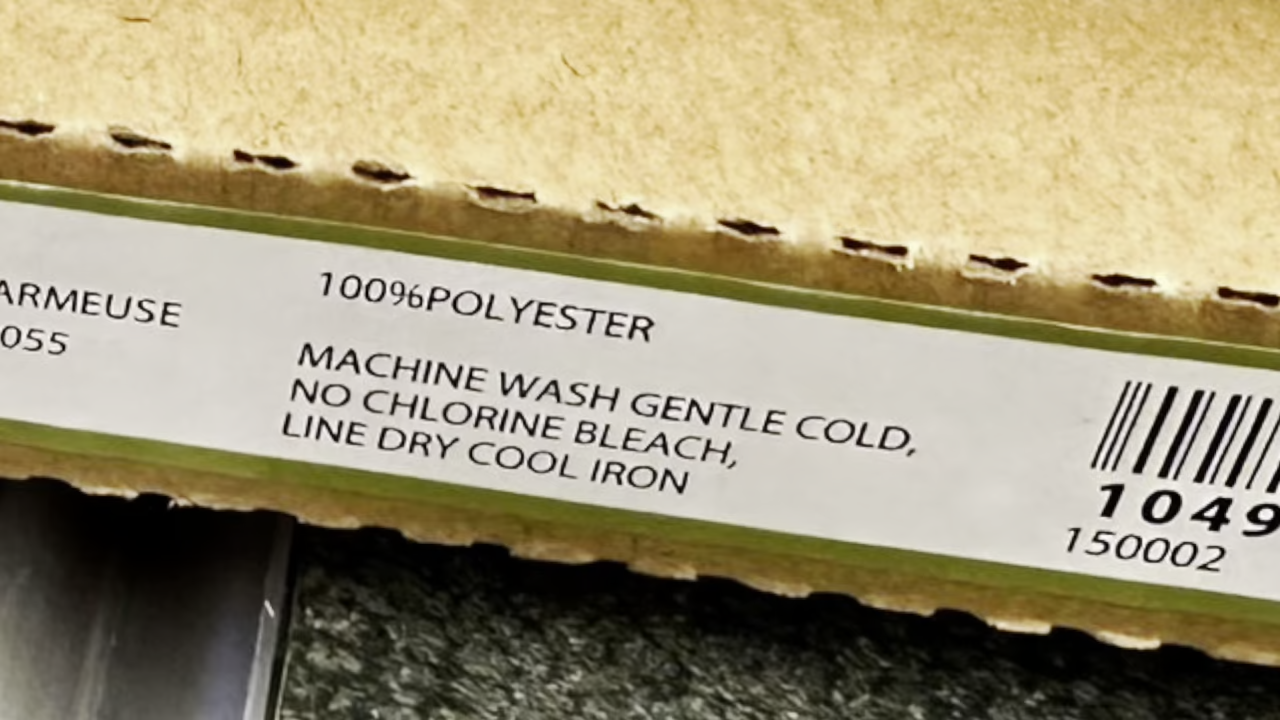 ARMEUSE
055
100%POLYESTER
MACHINE WASH GENTLE COLD,
NO CHLORINE BLEACH,
LINE DRY COOL IRON
1049
150002